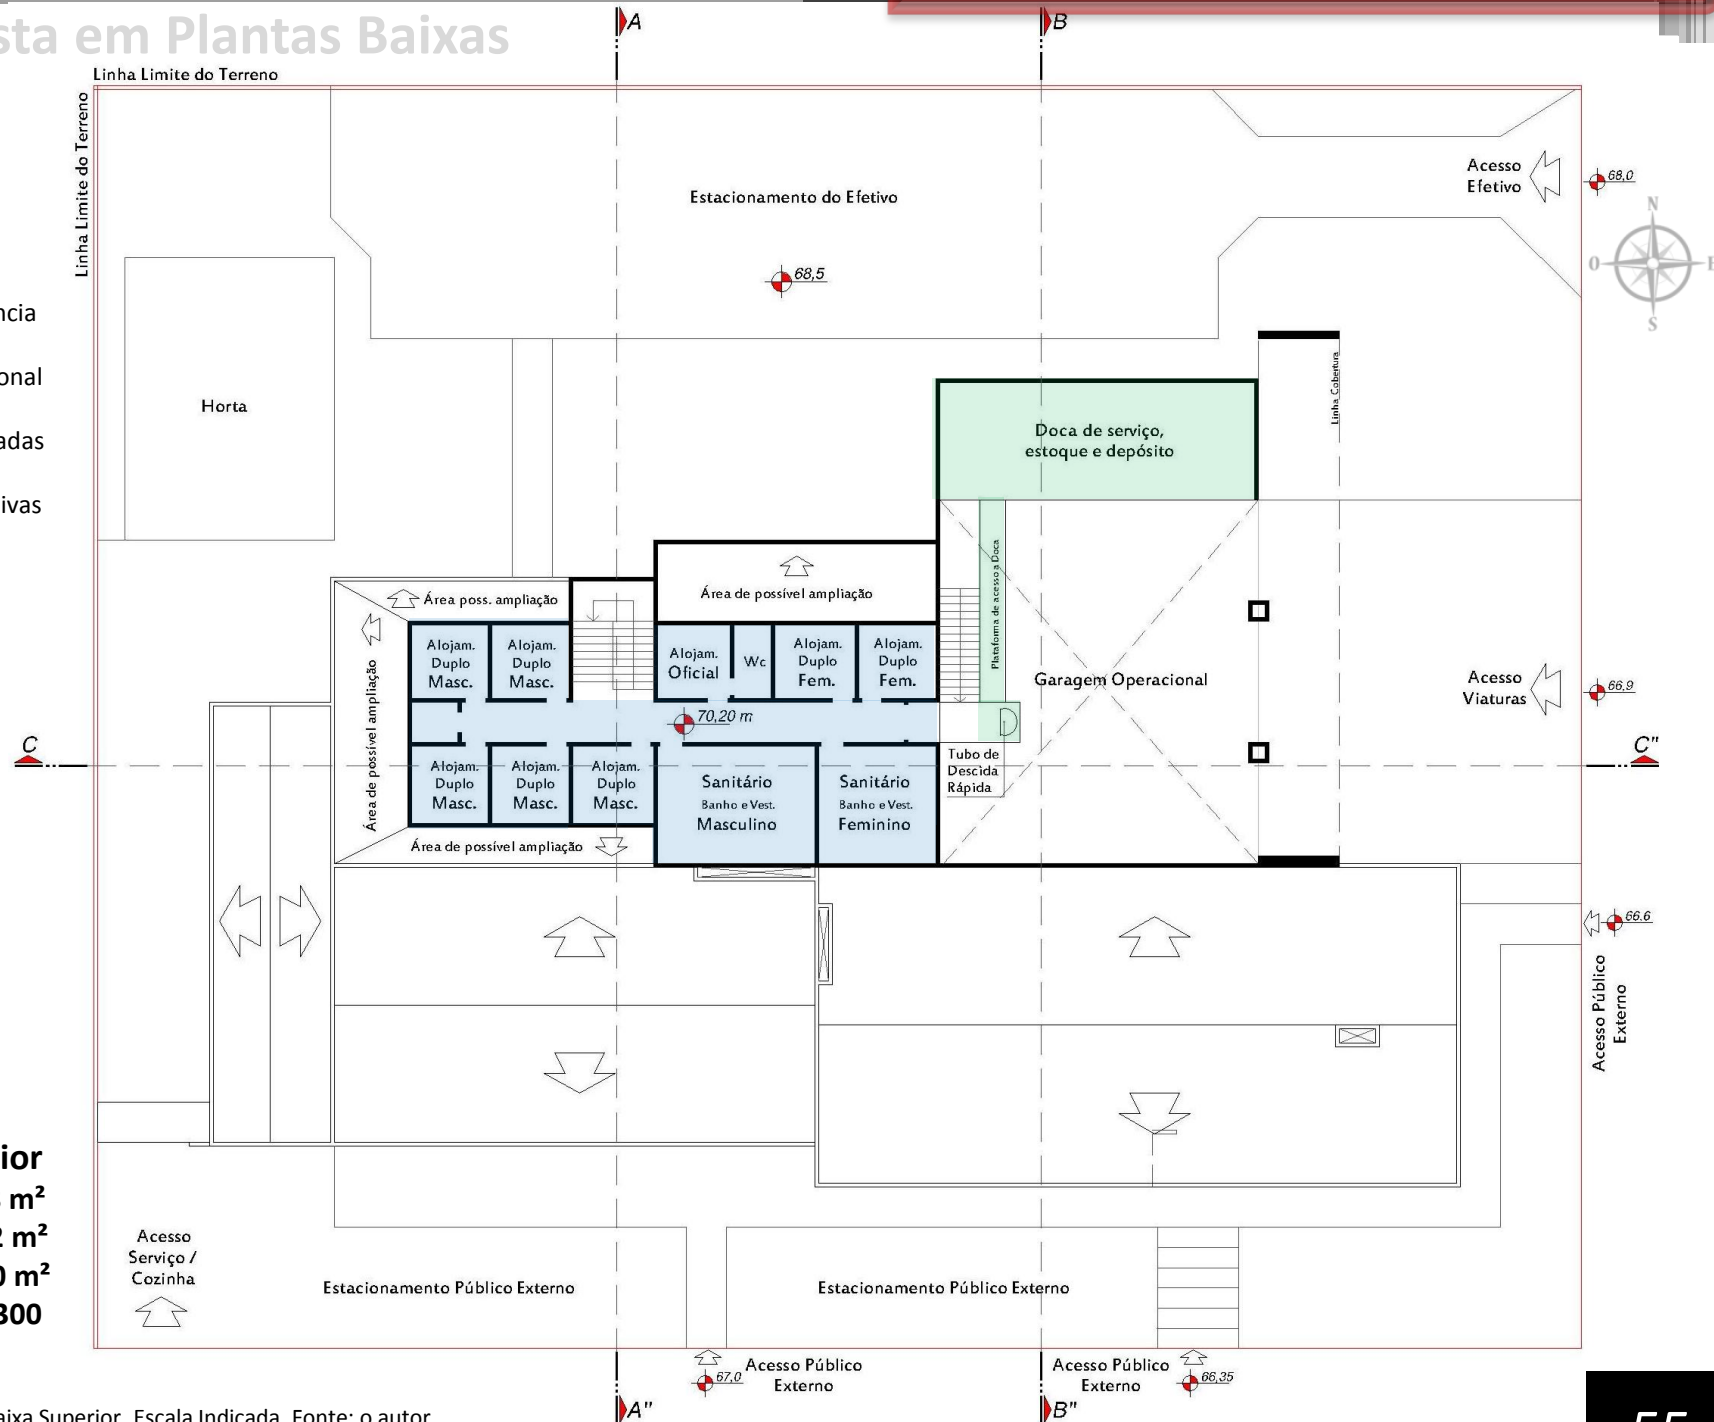 sta em Plantas Baixas
A
B
Linha Limite do Terreno
Linha Limite do Terreno
Acesso
Efetivo
68,0
Estacionamento do Efetivo
N
O
E
S
68,5
ncia
onal
adas
ivas
Horta
Linha Cobertura
Doca de serviço,
estoque e depósito
Plataforma de acesso a Doca
Área poss. ampliação
Área de possível ampliação
Área de possível ampliação
Alojam.
Duplo
Masc.
Alojam.
Duplo
Masc.
Alojam.
Oficial
Wc
Alojam.
Duplo
Fem.
Alojam.
Duplo
Fem.
Garagem Operacional
Acesso
Viaturas
66,9
70,20 m
C
C"
Alojam.
Duplo
Masc.
Alojam.
Duplo
Masc.
Alojam.
Duplo
Masc.
Sanitário
Banho e Vest.
Masculino
Sanitário
Banho e Vest.
Feminino
Tubo de
Descida
Rápida
Área de possível ampliação
66.6
Acesso Público
Externo
ior
m²
2 m²
0 m²
300
Acesso
Serviço /
Cozinha
Estacionamento Público Externo
Estacionamento Público Externo
67,0
Acesso Público
Externo
Acesso Público
Externo
66,35
A"
B"
aixa Superior. Escala Indicada. Fonte: o autor
55